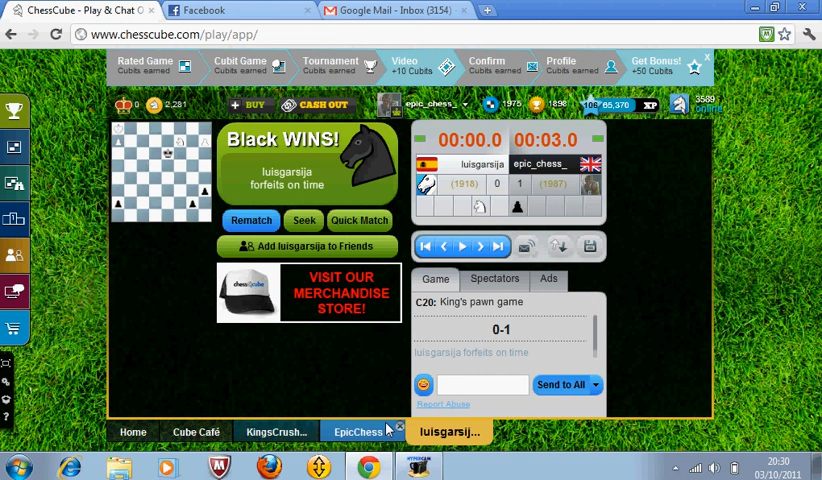 ChessCube - Play & Chat O
Facebook
Google Mail - Inbox (3154)
www.chesscube.com/play/app/
Rated Game
Cubits earned
Cubit Game
Cubits earned
Tournament
Cubits earned
Video
+10 Cubits
Confirm
Cubits earned
Profile
Cubits earned
Get Bonus!
+50 Cubits
x
0
2,281
BUY
CASH OUT
epic_chess_
1975
1898
106
65,370
XP
3589
online
Black WINS!
luisgarsija
forfeits on time
Rematch
Seek
Quick Match
Add luisgarsija to Friends
VISIT OUR
MERCHANDISE
STORE!
chesscube
00:00.0
00:03.0
luisgarsija
epic_chess_
(1918)
0
1
(1987)
Game
Spectators
Ads
C20: King's pawn game
0-1
luisgarsija forfeits on time
Send to All
Report Abuse
Home
Cube Café
KingsCrush...
EpicChess
luisgarsij...
HYPERCAM
20:30
03/10/2011